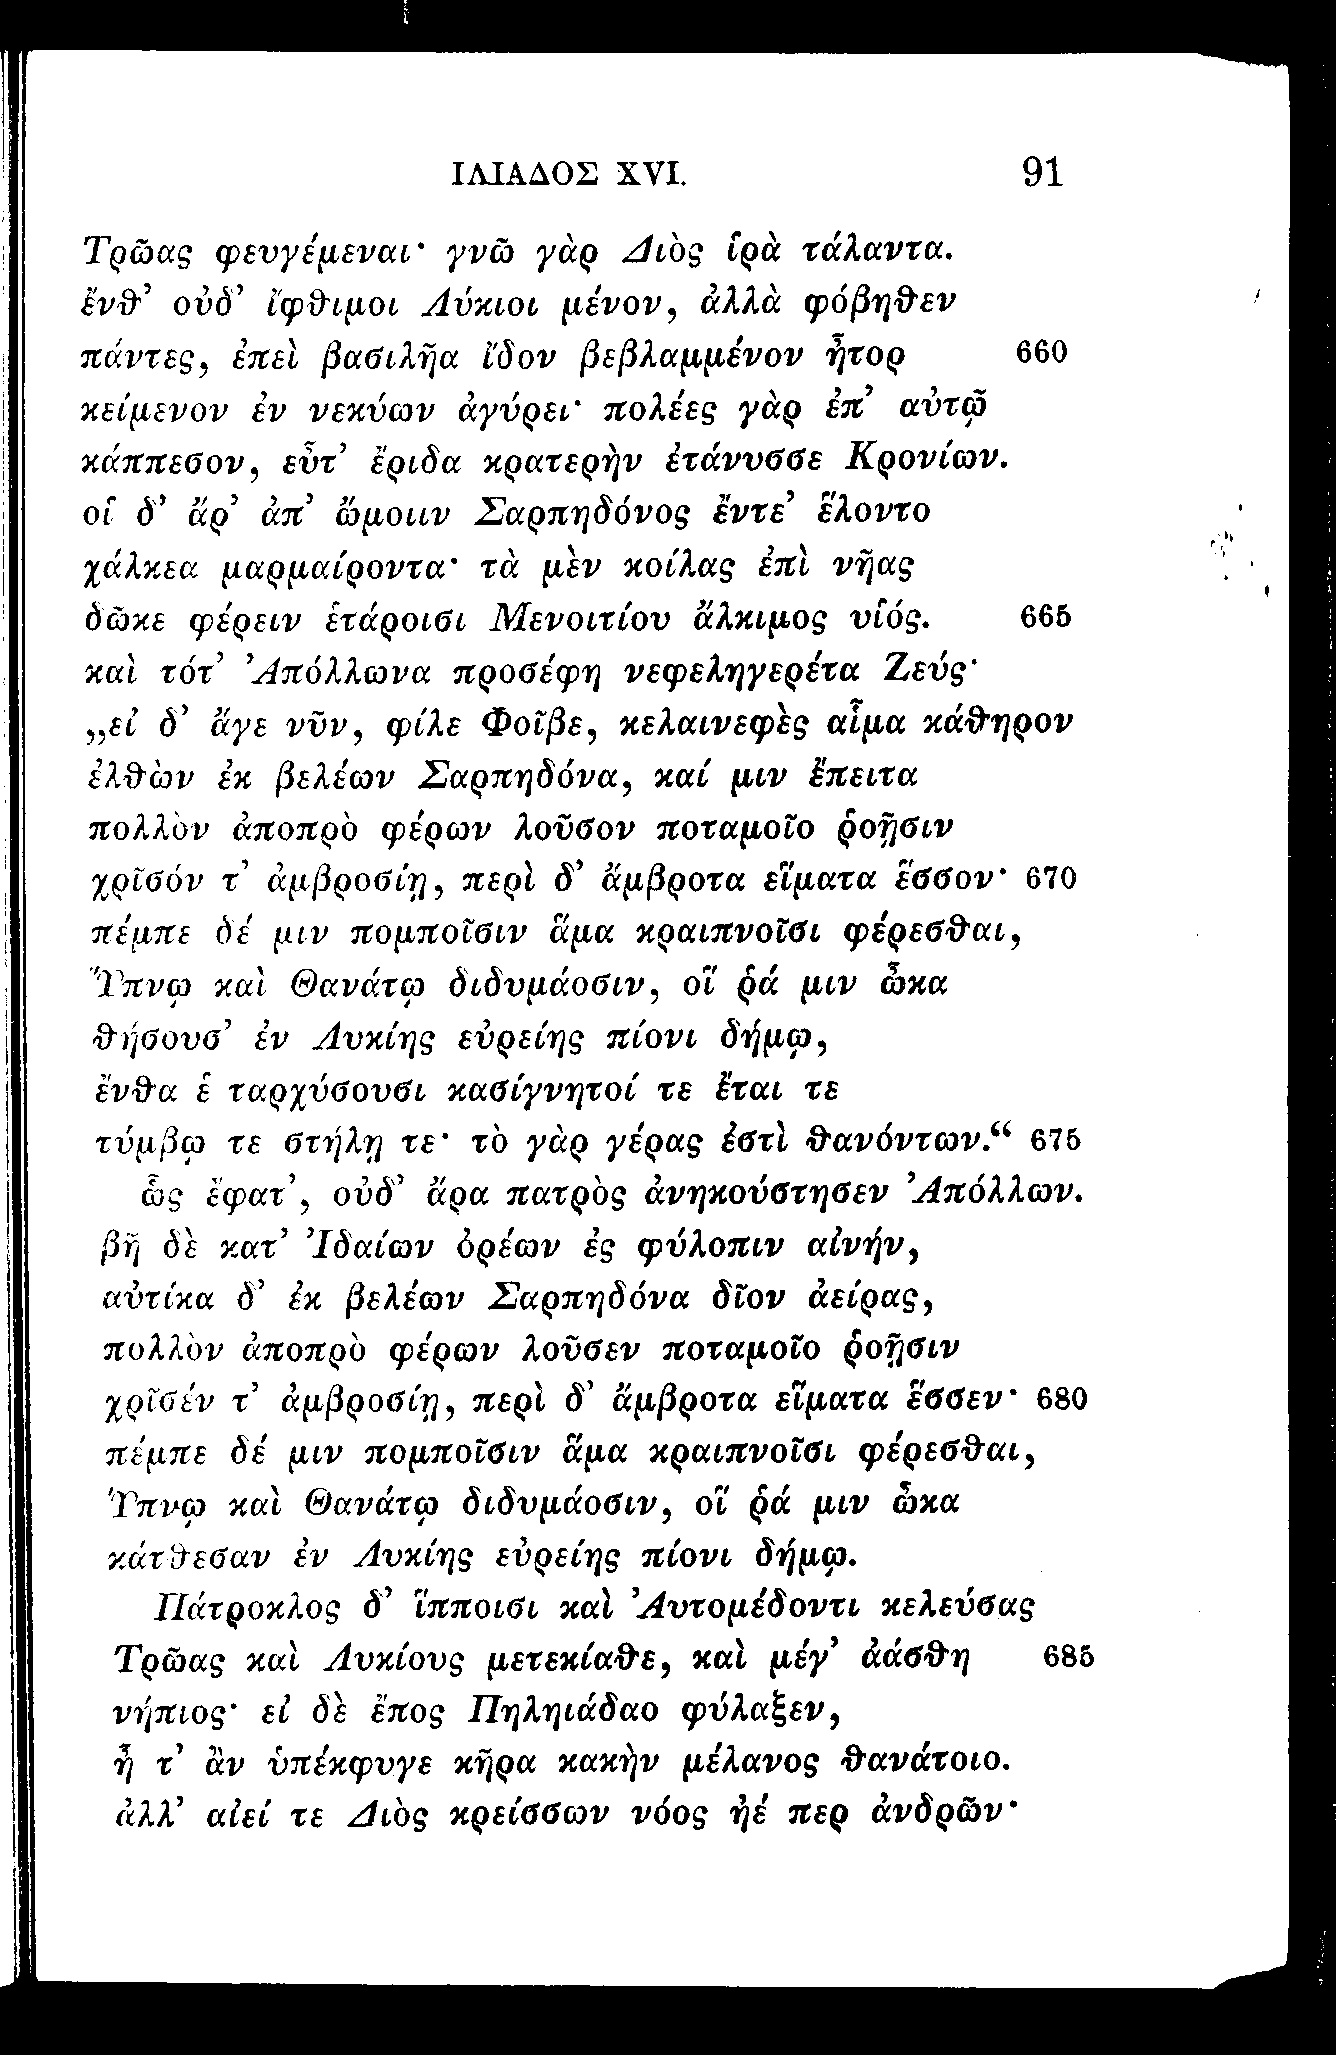 ΙΛΙΑΔΟΣ XVI. 91
Τρῶας φευγέμεναι· γνῶ γὰρ Διὸς ἱρὰ τάλαντα.
ἔνθ’ οὐδ’ ἴφθιμοι Λύκιοι μένον, ἀλλὰ φόβηθεν
πάντες, ἐπεὶ βασιλῆα ἴδον βεβλαμμένον ἦτορ 660
κείμενον ἐν νεκύων ἀγύρει· πολέες γὰρ ἐπ’ αὐτῷ
κάππεσον, εὖτ’ ἔριδα κρατερὴν ἐτάνυσσε Κρονίων.
οἱ δ’ ἄρ’ ἀπ’ ὤμοιιν Σαρπηδόνος ἔντε’ ἕλοντο
χάλκεα μαρμαίροντα· τὰ μὲν κοίλας ἐπὶ νῆας
δῶκε φέρειν ἑτάροισι Μενοιτίου ἄλκιμος υἱός. 665
καὶ τότ’ Ἀπόλλωνα προσέφη νεφεληγερέτα Ζεύς·
„εἰ δ’ ἄγε νῦν, φίλε Φοῖβε, κελαινεφὲς αἷμα κάθηρον
ἐλθὼν ἐκ βελέων Σαρπηδόνα, καί μιν ἔπειτα
πολλὸν ἀποπρὸ φέρων λοῦσον ποταμοῖο ῥοῇσιν
χρῖσόν τ’ ἀμβροσίῃ, περὶ δ’ ἄμβροτα εἵματα ἕσσον· 670
πέμπε δέ μιν πομποῖσιν ἅμα κραιπνοῖσι φέρεσθαι,
Ὕπνῳ καὶ Θανάτῳ διδυμάοσιν, οἵ ῥά μιν ὦκα
θήσουσ’ ἐν Λυκίης εὐρείης πίονι δήμῳ,
ἔνθα ἑ ταρχύσουσι κασίγνητοί τε ἔται τε
τύμβῳ τε στήλῃ τε· τὸ γὰρ γέρας ἐστὶ θανόντων.“ 675
ὣς ἔφατ’, οὐδ’ ἄρα πατρὸς ἀνηκούστησεν Ἀπόλλων.
βῆ δὲ κατ’ Ἰδαίων ὀρέων ἐς φύλοπιν αἰνήν,
αὐτίκα δ’ ἐκ βελέων Σαρπηδόνα δῖον ἀείρας,
πολλὸν ἀποπρὸ φέρων λοῦσεν ποταμοῖο ῥοῇσιν
χρῖσέν τ’ ἀμβροσίῃ, περὶ δ’ ἄμβροτα εἵματα ἕσσεν· 680
πέμπε δέ μιν πομποῖσιν ἅμα κραιπνοῖσι φέρεσθαι,
Ὕπνῳ καὶ Θανάτῳ διδυμάοσιν, οἵ ῥά μιν ὦκα
κάτθεσαν ἐν Λυκίης εὐρείης πίονι δήμῳ.
Πάτροκλος δ’ ἵπποισι καὶ Ἀυτομέδοντι κελεύσας
Τρῶας καὶ Λυκίους μετεκίαθε, καὶ μέγ’ ἀάσθη 685
νήπιος· εἰ δὲ ἔπος Πηληιάδαο φύλαξεν,
ἦ τ’ ἂν ὑπέκφυγε κῆρα κακὴν μέλανος θανάτοιο.
ἀλλ’ αἰεί τε Διὸς κρείσσων νόος ἠέ περ ἀνδρῶν·